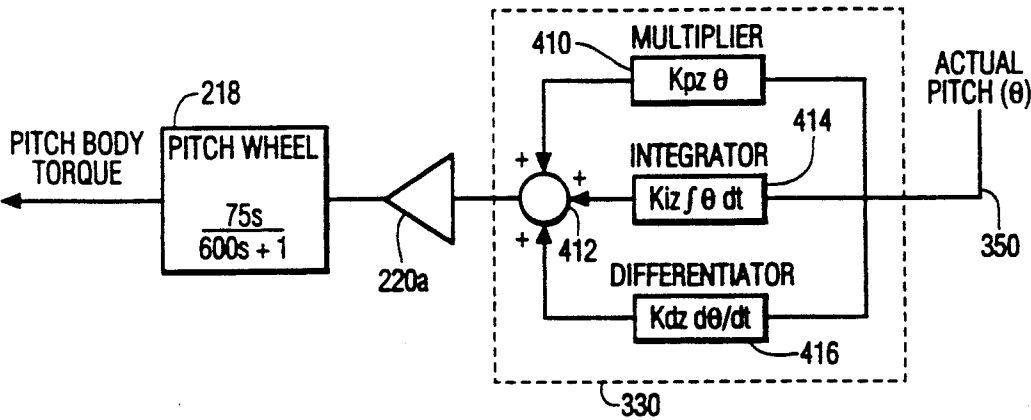 410
MULTIPLIER
Kpz θ
ACTUAL
PITCH (θ)
218
PITCH WHEEL
75s
600s + 1
PITCH BODY
TORQUE
220a
+
+
+
412
414
INTEGRATOR
Kiz ∫ θ dt
350
DIFFERENTIATOR
Kdz dθ/dt
416
330